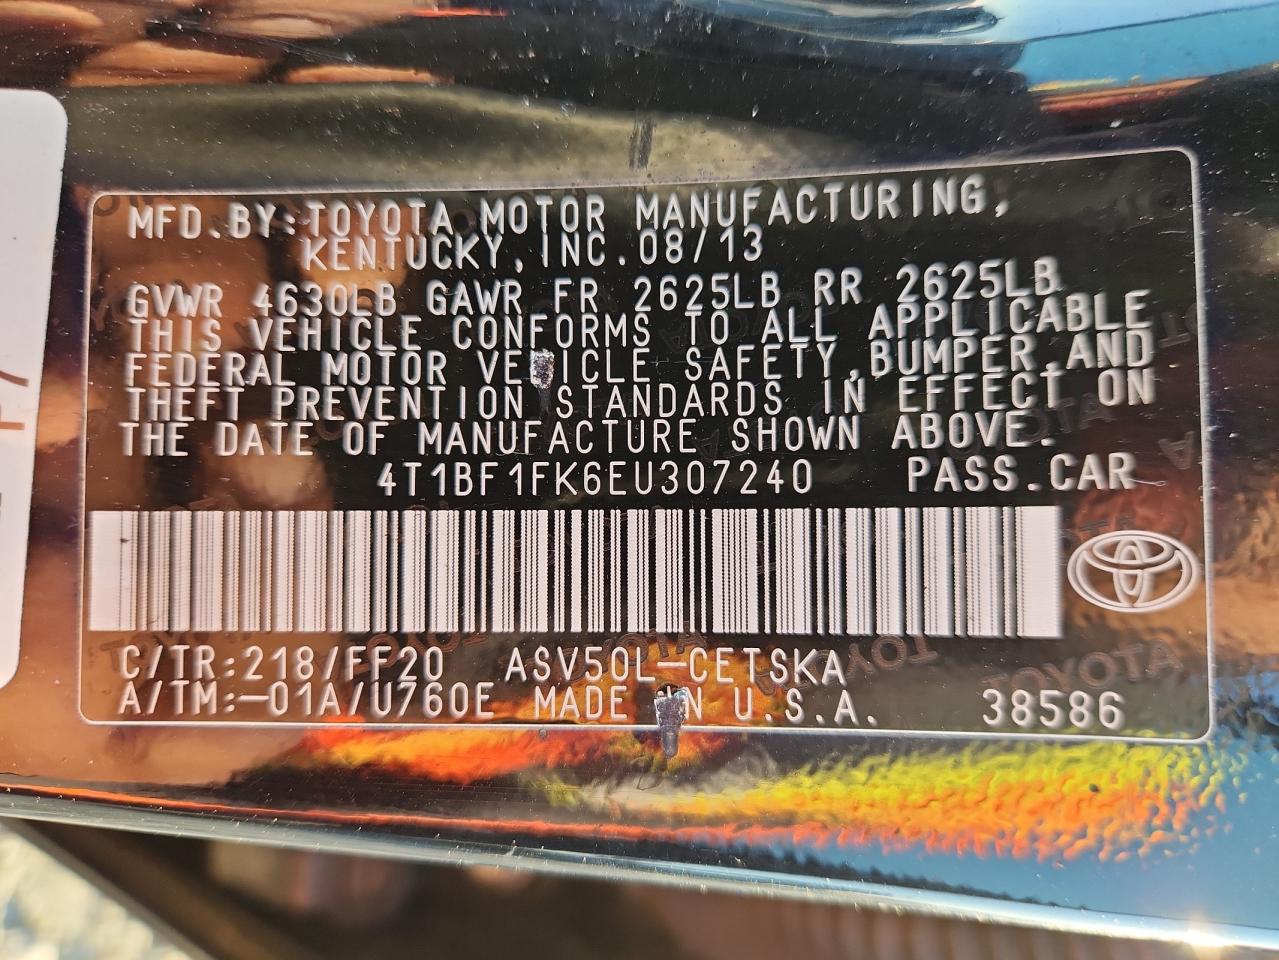 MFD.BY:TOYOTA MOTOR MANUFACTURING,
KENTUCKY,INC.08/13
GVWR 4630LB GAWR FR 2625LB RR 2625LB
THIS VEHICLE CONFORMS TO ALL APPLICABLE
FEDERAL MOTOR VEHICLE SAFETY,BUMPER,AND
THEFT PREVENTION STANDARDS IN EFFECT ON
THE DATE OF MANUFACTURE SHOWN ABOVE.
4T1BF1FK6EU307240 PASS.CAR
C/TR:218/FF20 ASV50L-CETSKA
A/TM:-01A/U760E MADE IN U.S.A. 38586